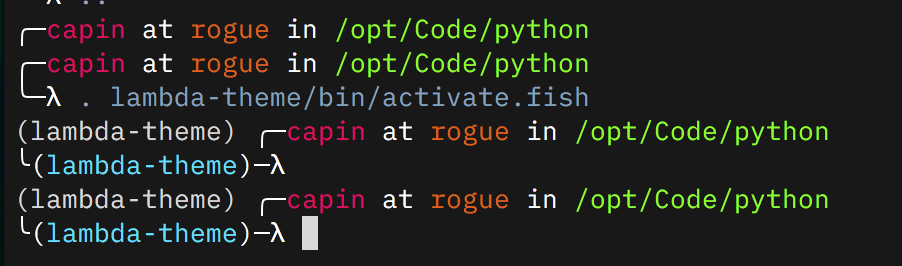 λ ..
╭─capin at rogue in /opt/Code/python
╭─capin at rogue in /opt/Code/python
╰─λ . lambda-theme/bin/activate.fish
(lambda-theme) ╭─capin at rogue in /opt/Code/python
╰(lambda-theme)─λ
(lambda-theme) ╭─capin at rogue in /opt/Code/python
╰(lambda-theme)─λ